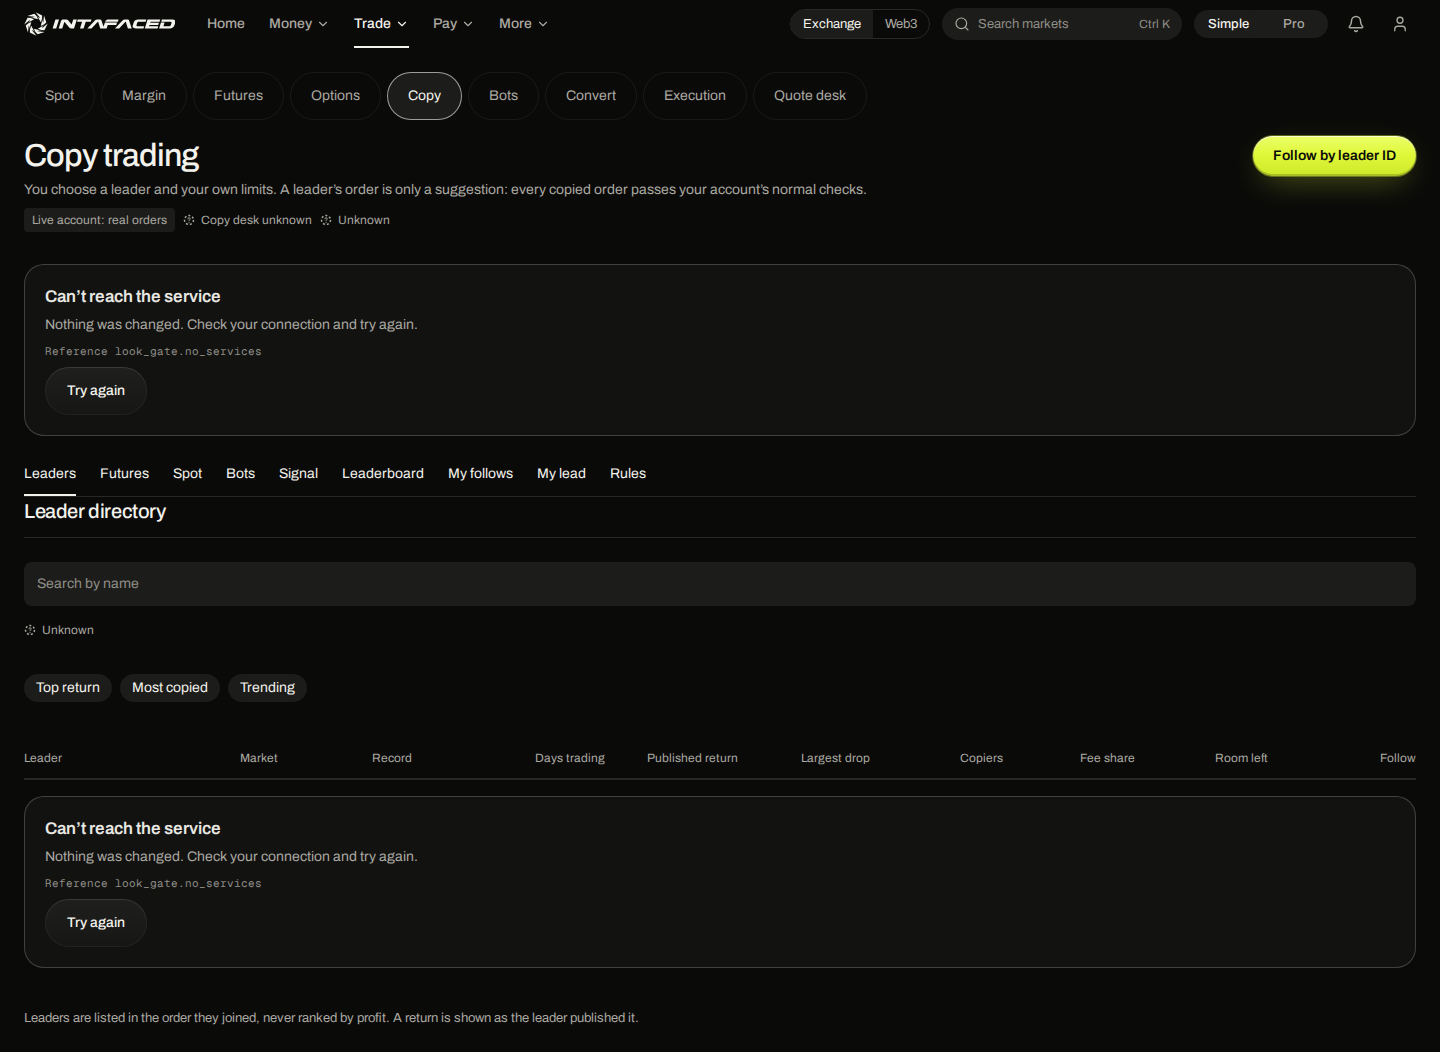 INTAFACED Home Money Trade Pay More Exchange Web3 Search markets Ctrl K Simple Pro
Spot Margin Futures Options Copy Bots Convert Execution Quote desk
Copy trading
Follow by leader ID
You choose a leader and your own limits. A leader’s order is only a suggestion: every copied order passes your account’s normal checks.
Live account: real orders Copy desk unknown Unknown
Can’t reach the service
Nothing was changed. Check your connection and try again.
Reference look_gate.no_services
Try again
Leaders Futures Spot Bots Signal Leaderboard My follows My lead Rules
Leader directory
Search by name
Unknown
Top return Most copied Trending
Leader Market Record Days trading Published return Largest drop Copiers Fee share Room left Follow
Can’t reach the service
Nothing was changed. Check your connection and try again.
Reference look_gate.no_services
Try again
Leaders are listed in the order they joined, never ranked by profit. A return is shown as the leader published it.